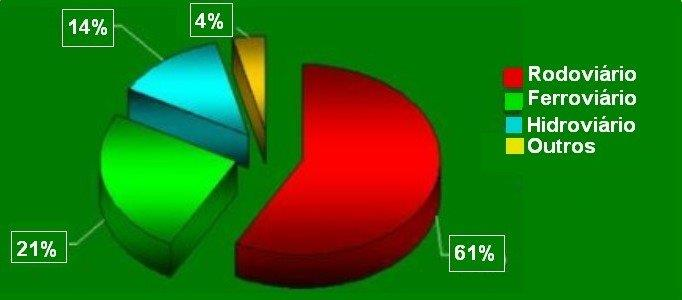 4%
14%
Rodoviário
Ferroviário
Hidroviário
Outros
21%
61%